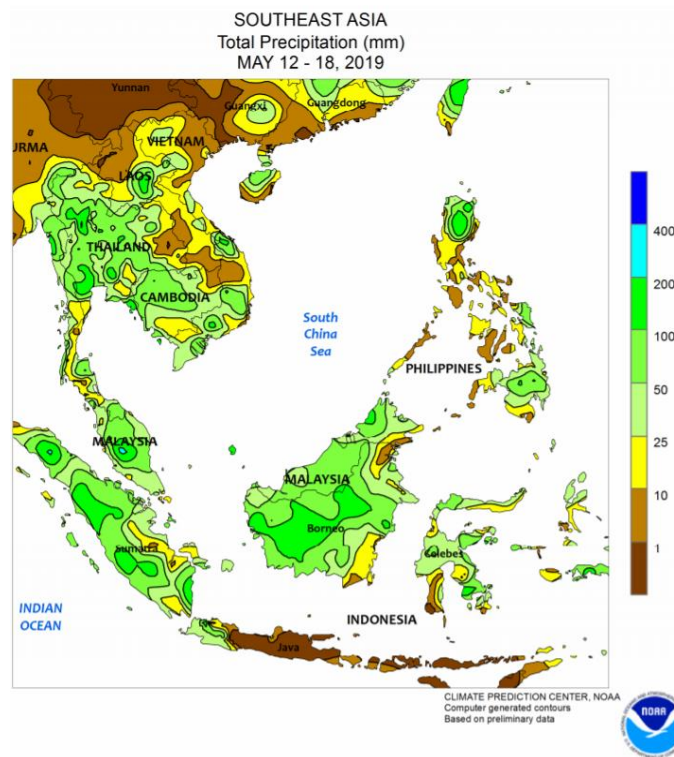 SOUTHEAST ASIA
Total Precipitation (mm)
MAY 12 - 18, 2019
Yunnan
Guangxi
Guangdong
URMA
VIETNAM
LAOS
THAILAND
CAMBODIA
South
China
Sea
PHILIPPINES
MALAYSIA
MALAYSIA
Borneo
Sumatra
Celebes
INDIAN
OCEAN
INDONESIA
Java
400
200
100
50
25
10
1
CLIMATE PREDICTION CENTER, NOAA
Computer generated contours
Based on preliminary data
NOAA